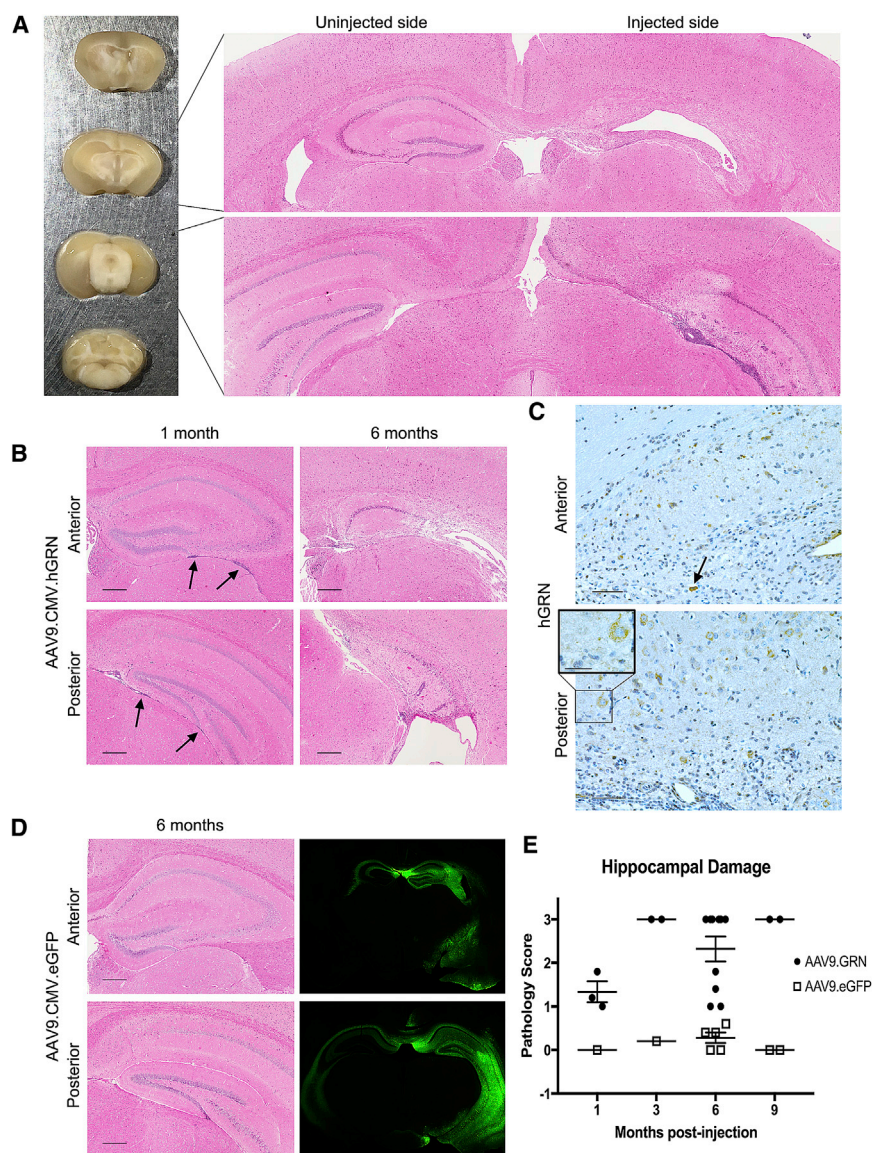 A
Uninjected side
Injected side
B
1 month
6 months
AAV9.CMV.hGRN
Anterior
Posterior
C
hGRN
Anterior
Posterior
D
6 months
AAV9.CMV.eGFP
Anterior
Posterior
E
Hippocampal Damage
Pathology Score
3
2
1
0
-1
1
3
6
9
Months post-injection
AAV9.GRN
AAV9.eGFP